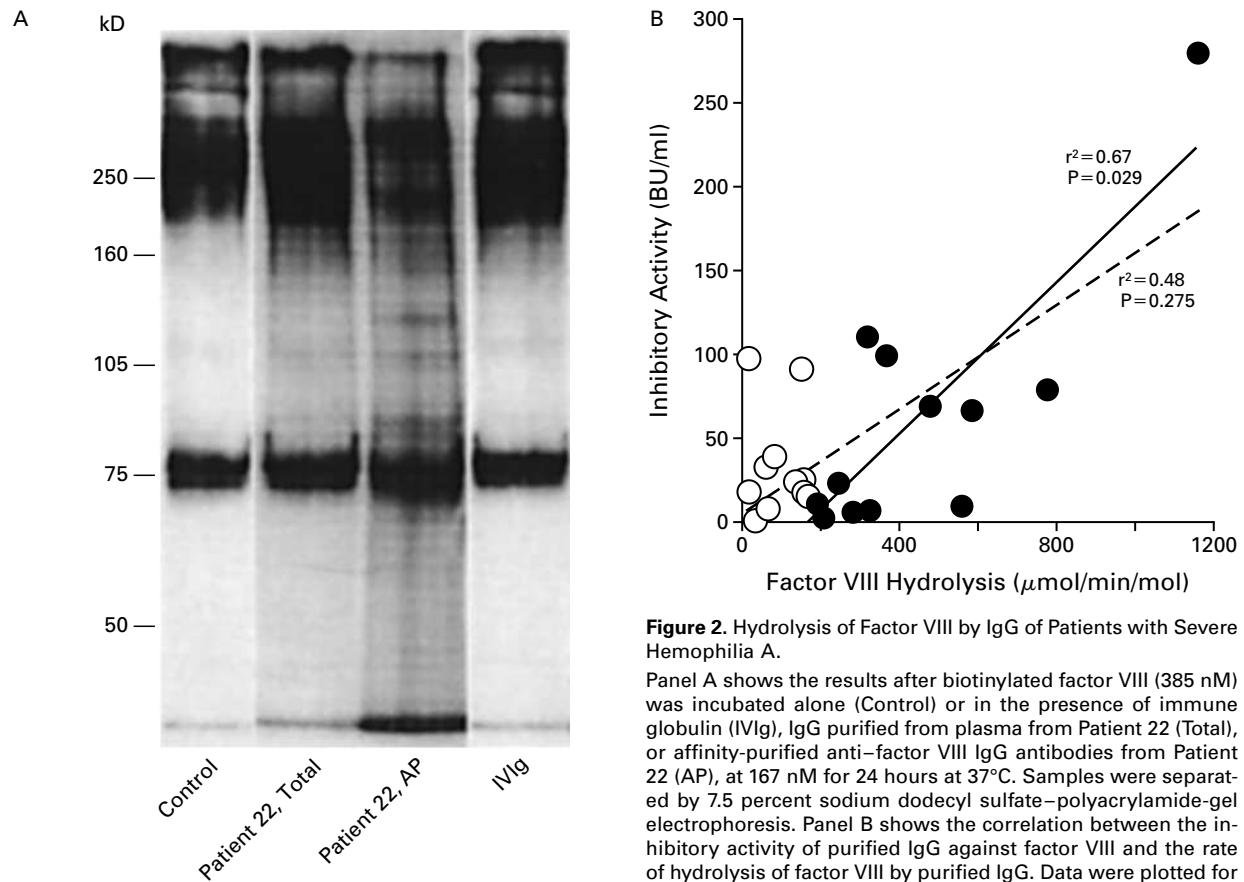 A
kD
250
160
105
75
50
Control
Patient 22, Total
Patient 22, AP
IVIg
B
300
250
200
150
100
50
0
Inhibitory Activity (BU/ml)
r²=0.67
P=0.029
r²=0.48
P=0.275
0 400 800 1200
Factor VIII Hydrolysis (μmol/min/mol)
Figure 2. Hydrolysis of Factor VIII by IgG of Patients with Severe
Hemophilia A.
Panel A shows the results after biotinylated factor VIII (385 nM)
was incubated alone (Control) or in the presence of immune
globulin (IVIg), IgG purified from plasma from Patient 22 (Total),
or affinity-purified anti–factor VIII IgG antibodies from Patient
22 (AP), at 167 nM for 24 hours at 37°C. Samples were separat-
ed by 7.5 percent sodium dodecyl sulfate–polyacrylamide-gel
electrophoresis. Panel B shows the correlation between the in-
hibitory activity of purified IgG against factor VIII and the rate
of hydrolysis of factor VIII by purified IgG. Data were plotted for